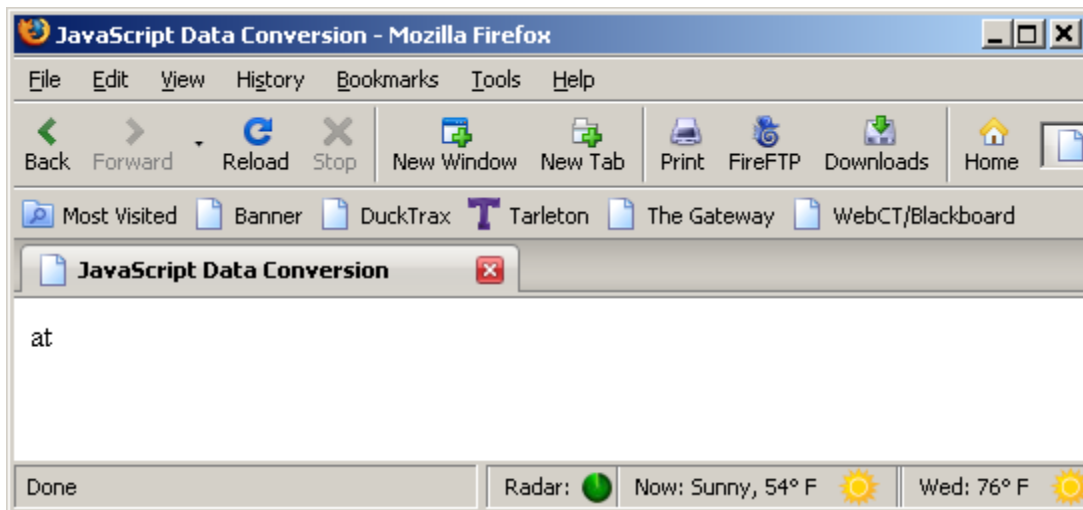 JavaScript Data Conversion - Mozilla Firefox
File Edit View History Bookmarks Tools Help
Back Forward Reload Stop New Window New Tab Print FireFTP Downloads Home
Most Visited Banner DuckTrax T Tarleton The Gateway WebCT/Blackboard
JavaScript Data Conversion
at
Done Radar: Now: Sunny, 54° F Wed: 76° F